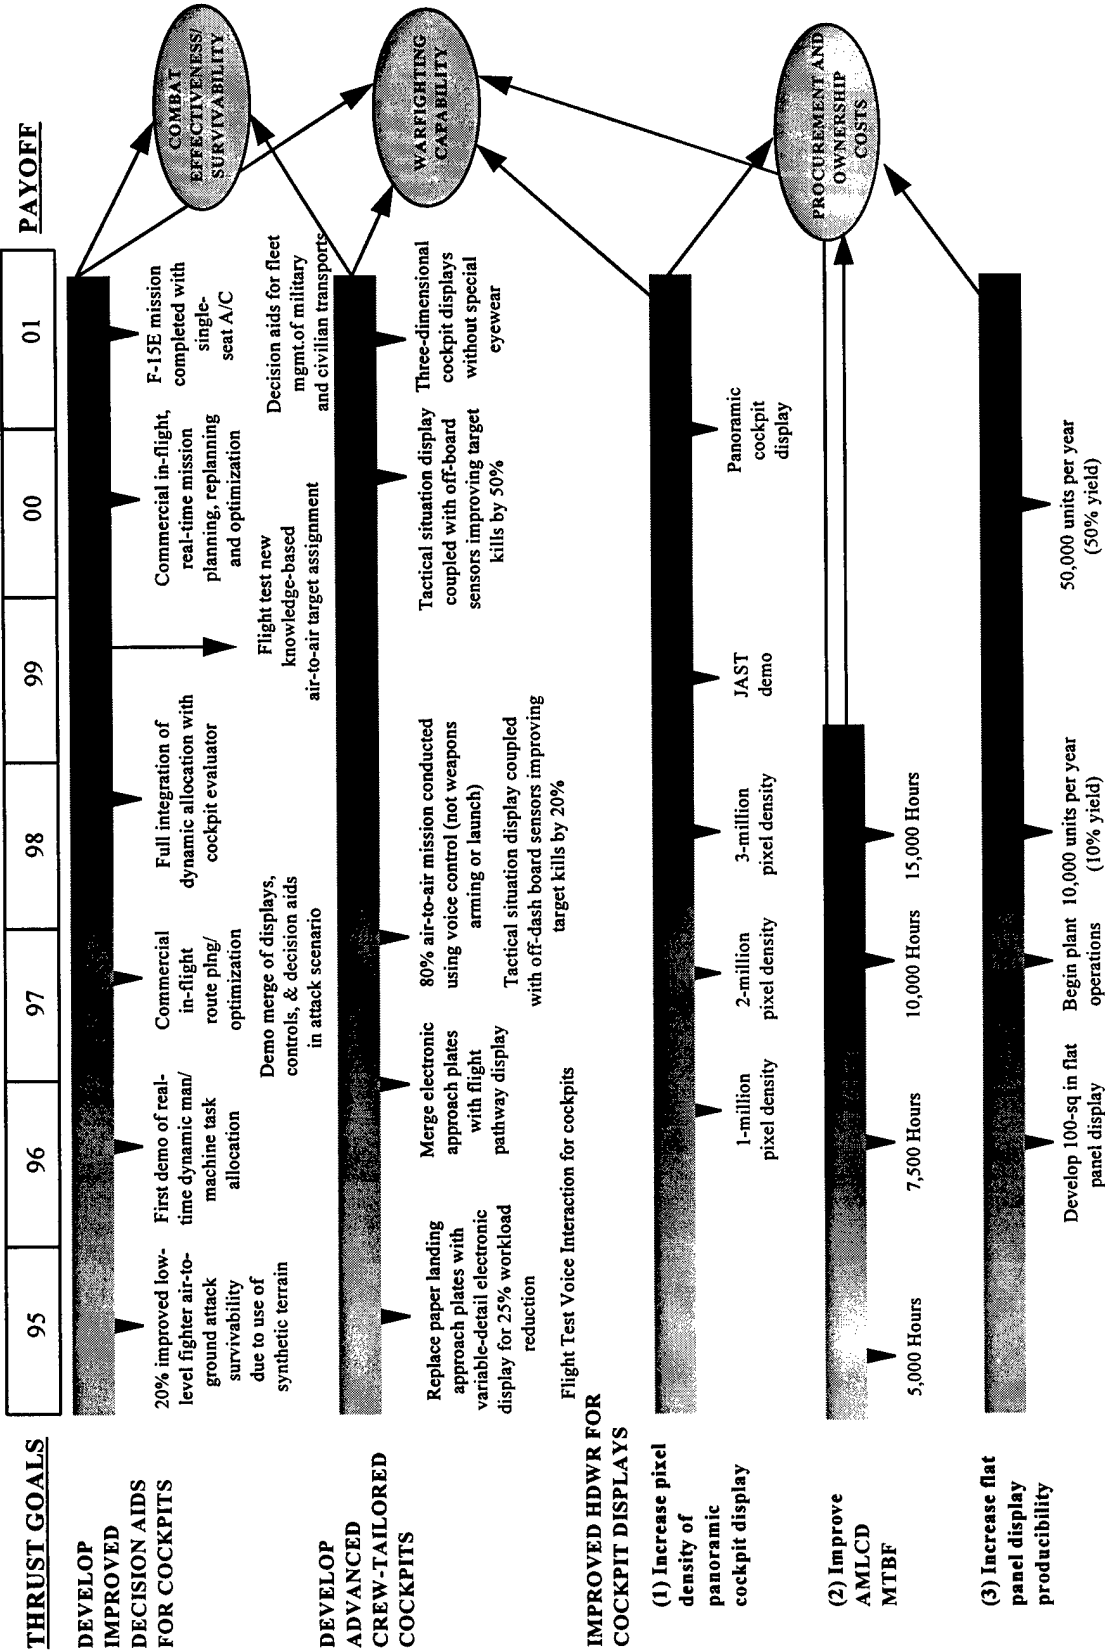 THRUST GOALS
95
96
97
98
99
00
01
PAYOFF
DEVELOP
IMPROVED
DECISION AIDS
FOR COCKPITS
20% improved low-
level fighter air-to-
ground attack
survivability
due to use of
synthetic terrain
First demo of real-
time dynamic man/
machine task
allocation
Commercial
in-flight
route plng/
optimization
Full integration of
dynamic allocation with
cockpit evaluator
Commercial in-flight,
real-time mission
planning, replanning
and optimization
F-15E mission
completed with
single-
seat A/C
Demo merge of displays,
controls, & decision aids
in attack scenario
Flight test new
knowledge-based
air-to-air target assignment
Decision aids for fleet
mgmt.of military
and civilian transports
COMBAT
EFFECTIVENESS/
SURVIVABILITY
DEVELOP
ADVANCED
CREW-TAILORED
COCKPITS
Replace paper landing
approach plates with
variable-detail electronic
display for 25% workload
reduction
Merge electronic
approach plates
with flight
pathway display
80% air-to-air mission conducted
using voice control (not weapons
arming or launch)
Tactical situation display
coupled with off-board
sensors improving target
kills by 50%
Three-dimensional
cockpit displays
without special
eyewear
Tactical situation display coupled
with off-dash board sensors improving
target kills by 20%
Flight Test Voice Interaction for cockpits
WARFIGHTING
CAPABILITY
IMPROVED HDWR FOR
COCKPIT DISPLAYS
(1) Increase pixel
density of
panoramic
cockpit display
1-million
pixel density
2-million
pixel density
3-million
pixel density
JAST
demo
Panoramic
cockpit
display
(2) Improve
AMLCD
MTBF
5,000 Hours
7,500 Hours
10,000 Hours
15,000 Hours
PROCUREMENT AND
OWNERSHIP
COSTS
(3) Increase flat
panel display
producibility
Develop 100-sq in flat
panel display
Begin plant
operations
10,000 units per year
(10% yield)
50,000 units per year
(50% yield)